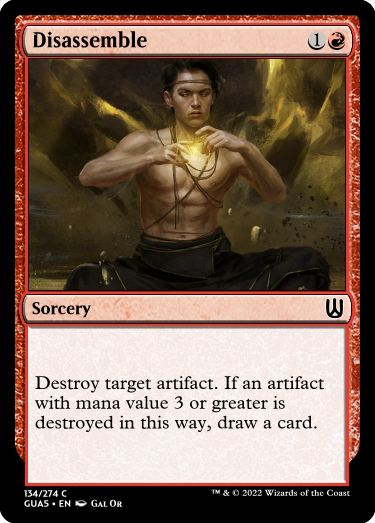 Disassemble 1
Sorcery
Destroy target artifact. If an artifact
with mana value 3 or greater is
destroyed in this way, draw a card.
134/274 C
GUA5 • EN GAL OR
™ & © 2022 Wizards of the Coast